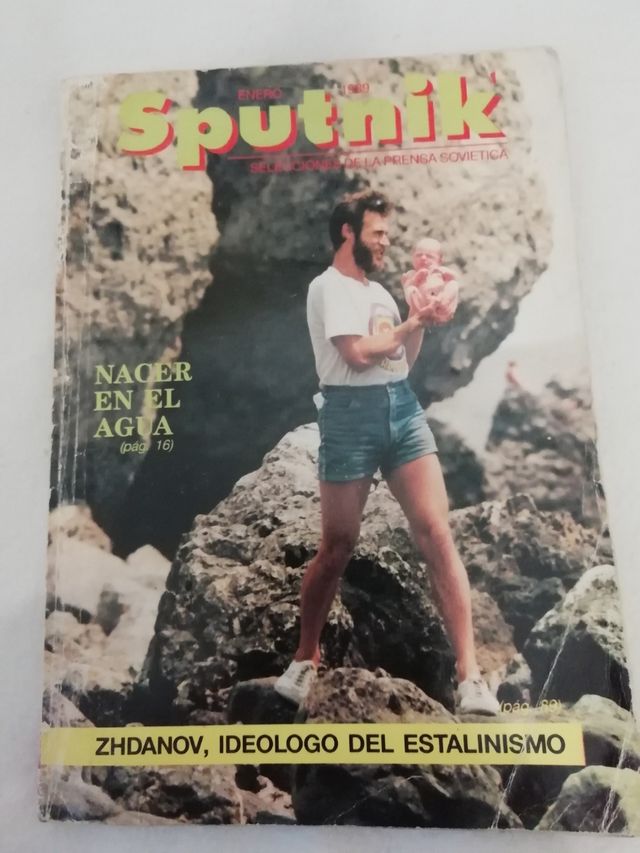 ENERO 1989
Sputnik
SELECCIONES DE LA PRENSA SOVIETICA
NACER
EN EL
AGUA
(pág. 16)
(pág. 89)
ZHDANOV, IDEOLOGO DEL ESTALINISMO